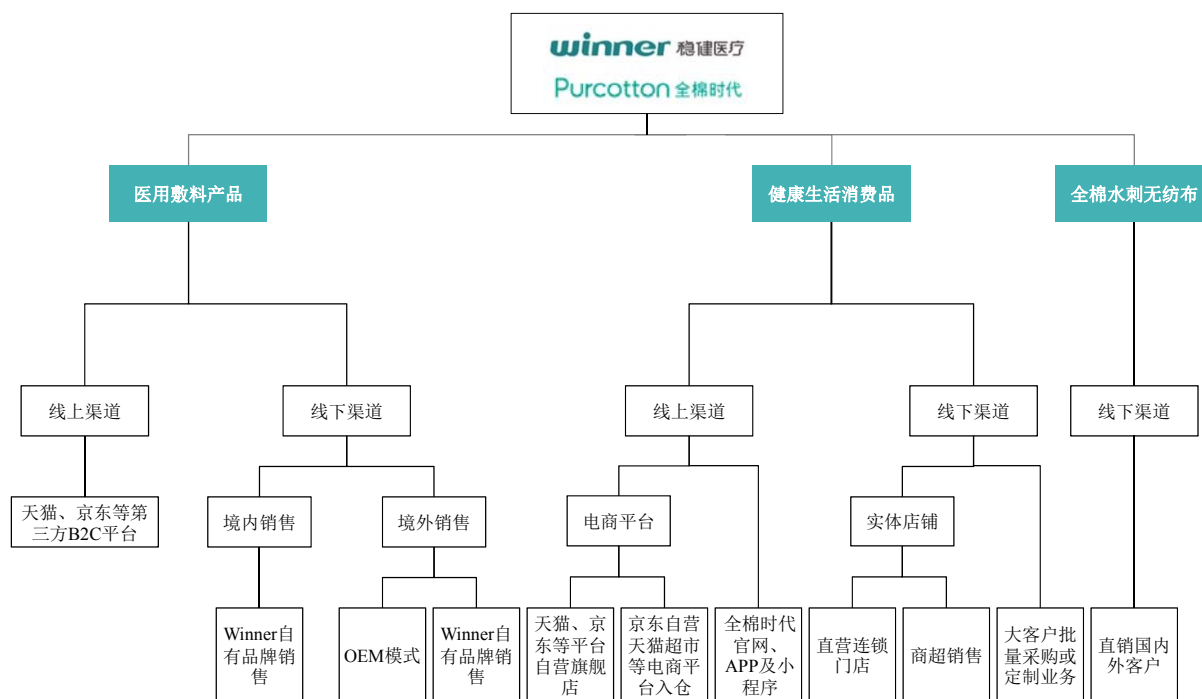 winner 稳健医疗
Purcotton 全棉时代
医用敷料产品
健康生活消费品
全棉水刺无纺布
线上渠道
线下渠道
线上渠道
线下渠道
线下渠道
天猫、京东等第
三方B2C平台
境内销售
境外销售
电商平台
实体店铺
Winner自
有品牌销
售
OEM模式
Winner自
有品牌销
售
天猫、京
东等平台
自营旗舰
店
京东自营
天猫超市
等电商平
台入仓
全棉时代
官网、
APP及小
程序
直营连锁
门店
商超销售
大客户批
量采购或
定制业务
直销国内
外客户